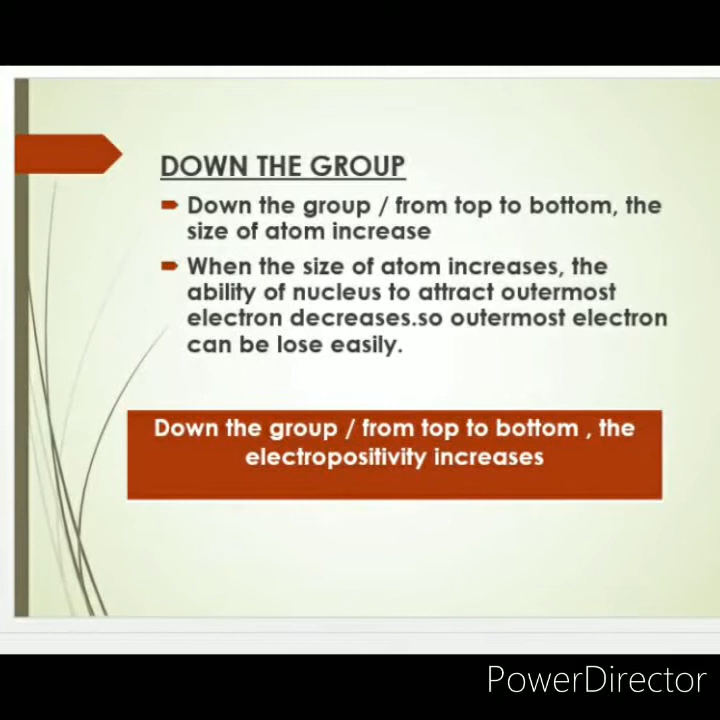 DOWN THE GROUP
Down the group / from top to bottom, the
size of atom increase
When the size of atom increases, the
ability of nucleus to attract outermost
electron decreases.so outermost electron
can be lose easily.
Down the group / from top to bottom , the
electropositivity increases
PowerDirector